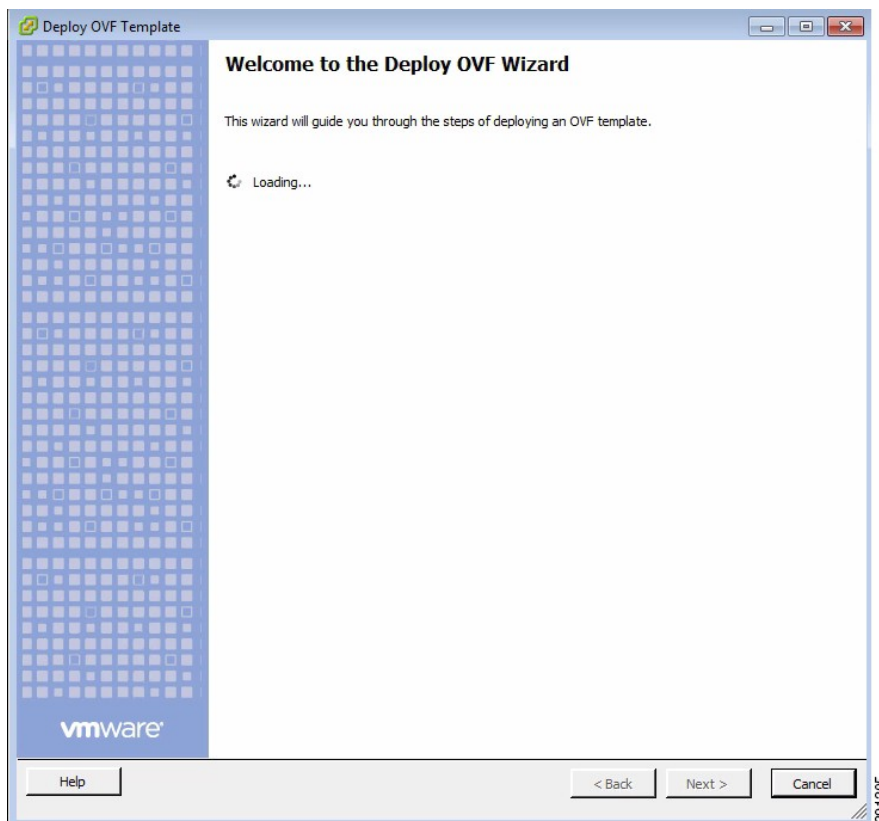 Deploy OVF Template
Welcome to the Deploy OVF Wizard
This wizard will guide you through the steps of deploying an OVF template.
Loading...
vmware
Help
< Back
Next >
Cancel